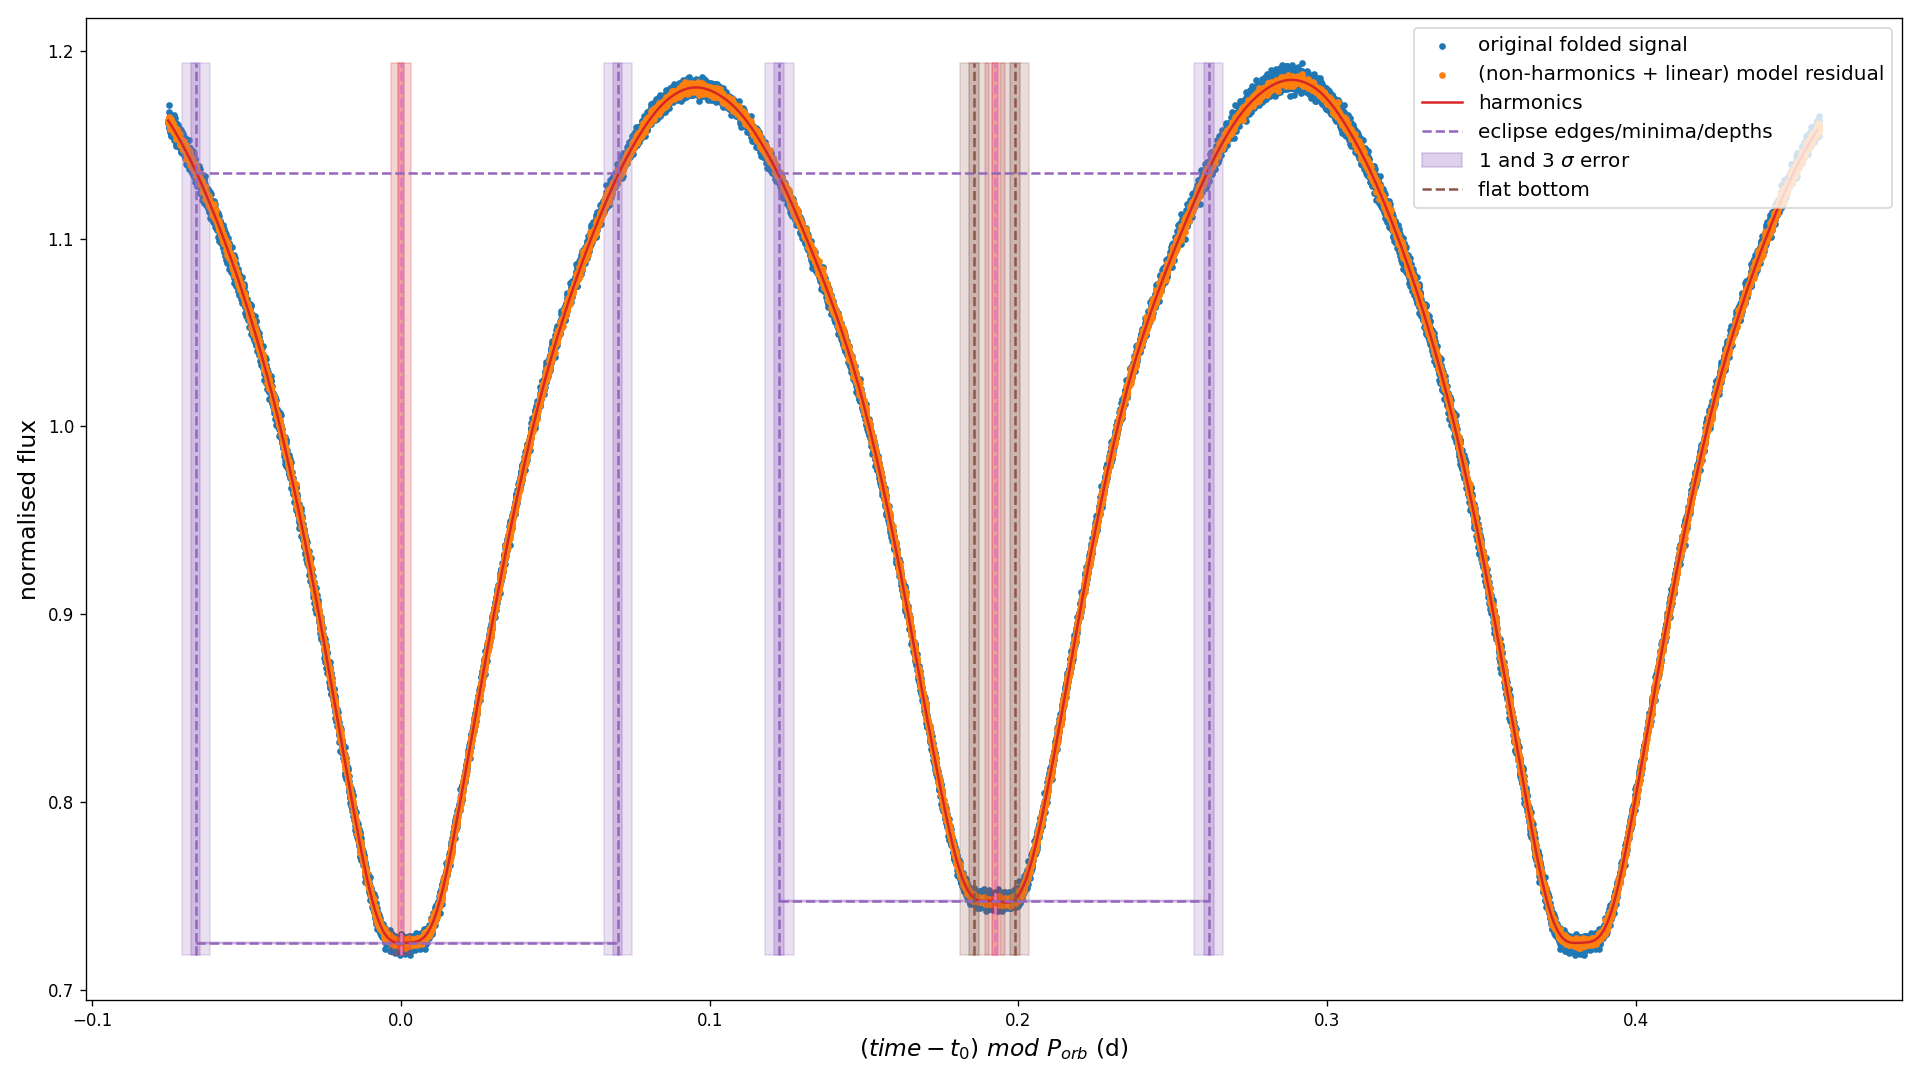 1.2
1.1
1.0
0.9
0.8
0.7
normalised flux
original folded signal
(non-harmonics + linear) model residual
harmonics
eclipse edges/minima/depths
1 and 3 σ error
flat bottom
−0.1 0.0 0.1 0.2 0.3 0.4
(time − t₀) mod Pₒᵣb (d)